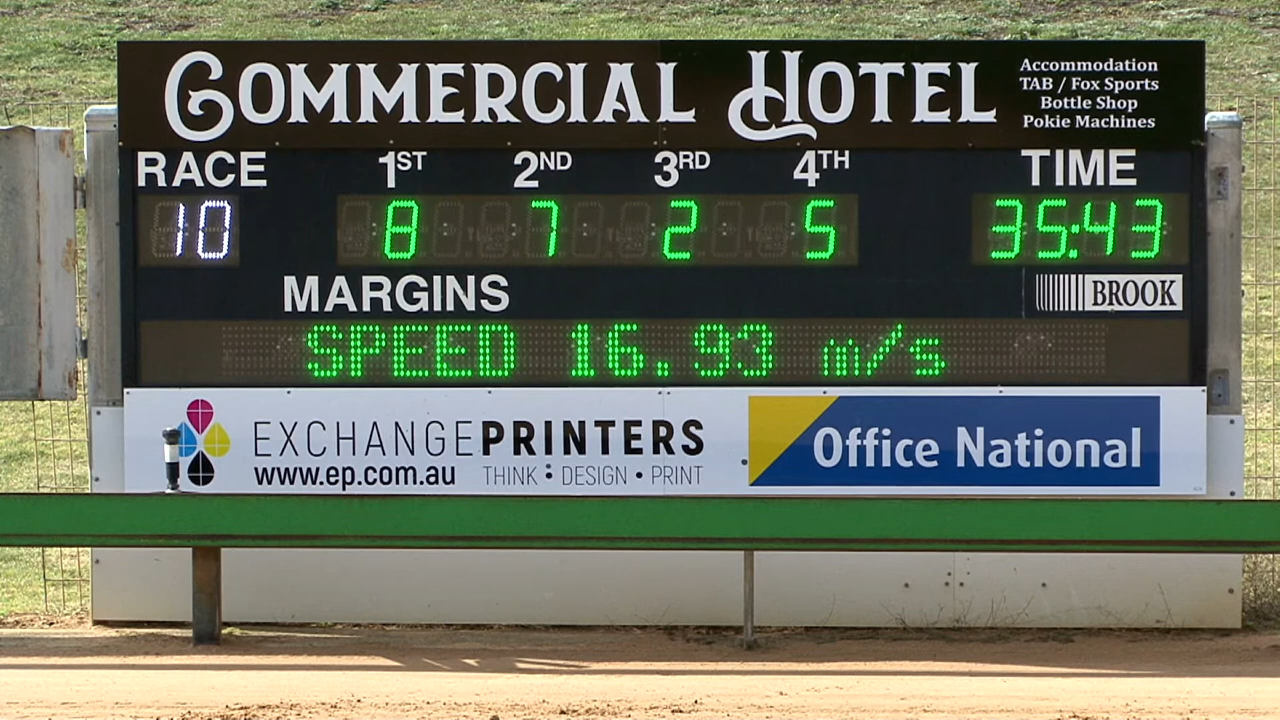 COMMERCIAL HOTEL
Accommodation
TAB / Fox Sports
Bottle Shop
Pokie Machines
RACE 1ST 2ND 3RD 4TH TIME
10 8 7 2 5 35:43
MARGINS
BROOK
SPEED 16.93 m/s
EXCHANGEPRINTERS
www.ep.com.au THINK : DESIGN • PRINT
Office National